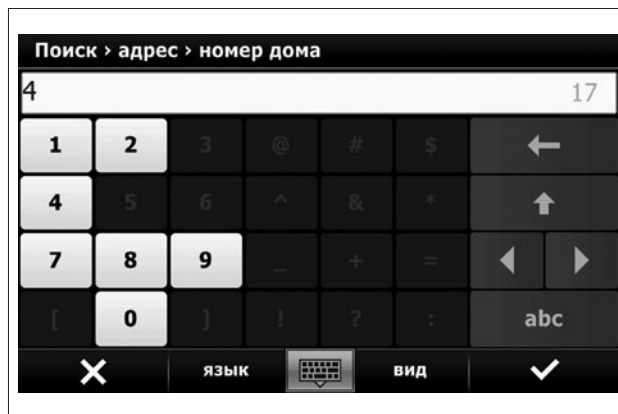 Поиск › адрес › номер дома
4 17
1 2 3 @ # $
4 5 6 ^ & *
7 8 9 _ + =
[ 0 ] ! ? : abc
язык вид